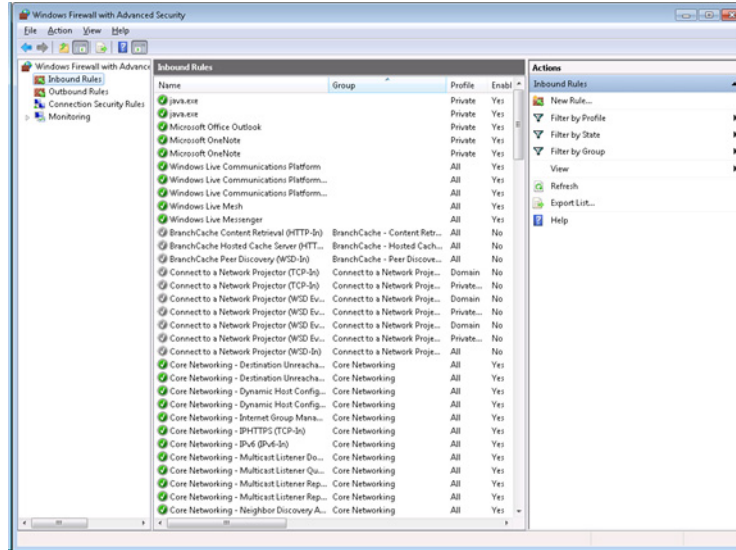 Windows Firewall with Advanced Security
File Action View Help
Windows Firewall with Advance
Inbound Rules
Outbound Rules
Connection Security Rules
Monitoring
Inbound Rules
Name Group Profile Enabl
java.exe Private Yes
java.exe Private Yes
Microsoft Office Outlook Private Yes
Microsoft OneNote Private Yes
Microsoft OneNote Private Yes
Windows Live Communications Platform All Yes
Windows Live Communications Platform... All Yes
Windows Live Communications Platform... All Yes
Windows Live Mesh All Yes
Windows Live Messenger All Yes
BranchCache Content Retrieval (HTTP-In) BranchCache - Content Retr... All No
BranchCache Hosted Cache Server (HTT... BranchCache - Hosted Cach... All No
BranchCache Peer Discovery (WSD-In) BranchCache - Peer Discove... All No
Connect to a Network Projector (TCP-In) Connect to a Network Proje... Domain No
Connect to a Network Projector (TCP-In) Connect to a Network Proje... Private... No
Connect to a Network Projector (WSD Ev... Connect to a Network Proje... Domain No
Connect to a Network Projector (WSD Ev... Connect to a Network Proje... Private... No
Connect to a Network Projector (WSD Ev... Connect to a Network Proje... Domain No
Connect to a Network Projector (WSD Ev... Connect to a Network Proje... Private... No
Connect to a Network Projector (WSD-In) Connect to a Network Proje... All No
Core Networking - Destination Unreacha... Core Networking All Yes
Core Networking - Destination Unreacha... Core Networking All Yes
Core Networking - Dynamic Host Config... Core Networking All Yes
Core Networking - Dynamic Host Config... Core Networking All Yes
Core Networking - Internet Group Mana... Core Networking All Yes
Core Networking - IPHTTPS (TCP-In) Core Networking All Yes
Core Networking - IPv6 (IPv6-In) Core Networking All Yes
Core Networking - Multicast Listener Do... Core Networking All Yes
Core Networking - Multicast Listener Qu... Core Networking All Yes
Core Networking - Multicast Listener Rep... Core Networking All Yes
Core Networking - Multicast Listener Rep... Core Networking All Yes
Core Networking - Neighbor Discovery A... Core Networking All Yes
Actions
Inbound Rules
New Rule...
Filter by Profile
Filter by State
Filter by Group
View
Refresh
Export List...
Help